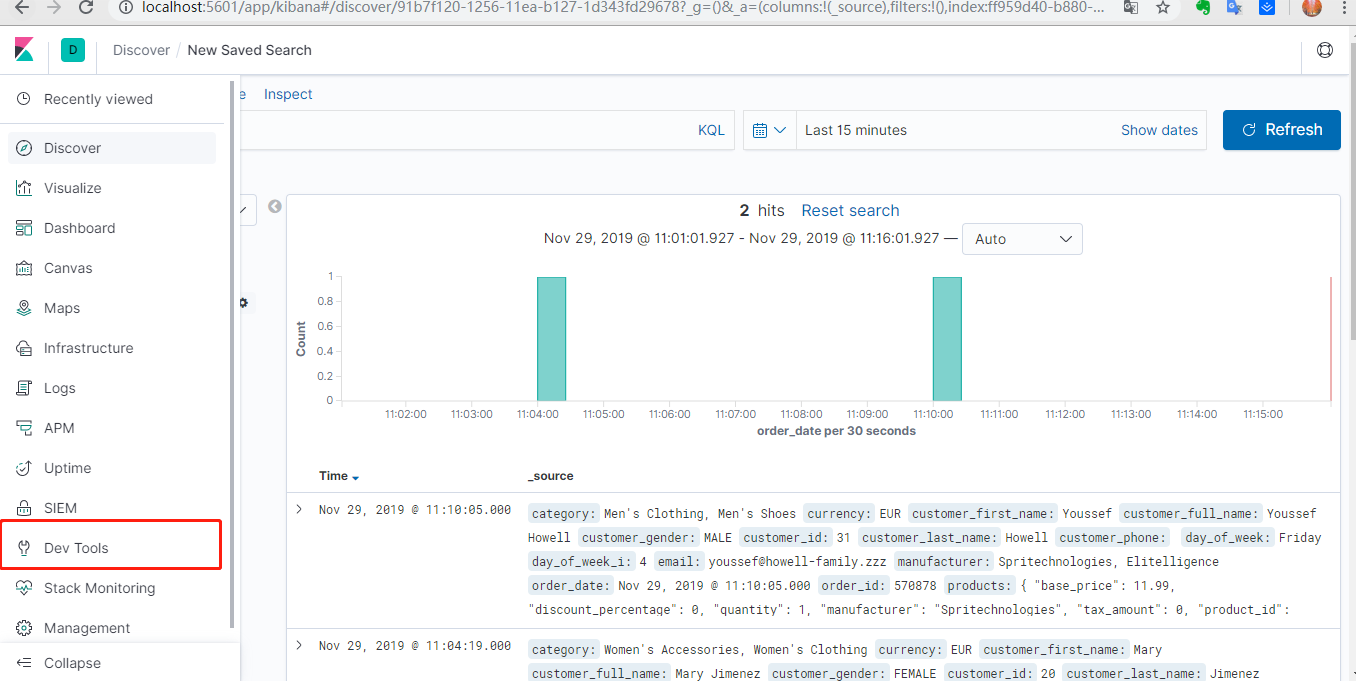 localhost:5601/app/kibana#/discover/91b7f120-1256-11ea-b127-1d343fd29678?_g=()&_a=(columns:!(_source),filters:!(),index:ff959d40-b880-...
D Discover / New Saved Search
Recently viewed
Discover
Visualize
Dashboard
Canvas
Maps
Infrastructure
Logs
APM
Uptime
SIEM
Dev Tools
Stack Monitoring
Management
Collapse
e Inspect
KQL Last 15 minutes Show dates Refresh
2 hits Reset search
Nov 29, 2019 @ 11:01:01.927 - Nov 29, 2019 @ 11:16:01.927 — Auto
Count
1
0.8
0.6
0.4
0.2
0
11:02:00 11:03:00 11:04:00 11:05:00 11:06:00 11:07:00 11:08:00 11:09:00 11:10:00 11:11:00 11:12:00 11:13:00 11:14:00 11:15:00
order_date per 30 seconds
Time _source
Nov 29, 2019 @ 11:10:05.000 category: Men's Clothing, Men's Shoes currency: EUR customer_first_name: Youssef customer_full_name: Youssef
Howell customer_gender: MALE customer_id: 31 customer_last_name: Howell customer_phone: day_of_week: Friday
day_of_week_i: 4 email: youssef@howell-family.zzz manufacturer: Spritechnologies, Elitelligence
order_date: Nov 29, 2019 @ 11:10:05.000 order_id: 570878 products: { "base_price": 11.99,
"discount_percentage": 0, "quantity": 1, "manufacturer": "Spritechnologies", "tax_amount": 0, "product_id":
Nov 29, 2019 @ 11:04:19.000 category: Women's Accessories, Women's Clothing currency: EUR customer_first_name: Mary
customer_full_name: Mary Jimenez customer_gender: FEMALE customer_id: 20 customer_last_name: Jimenez